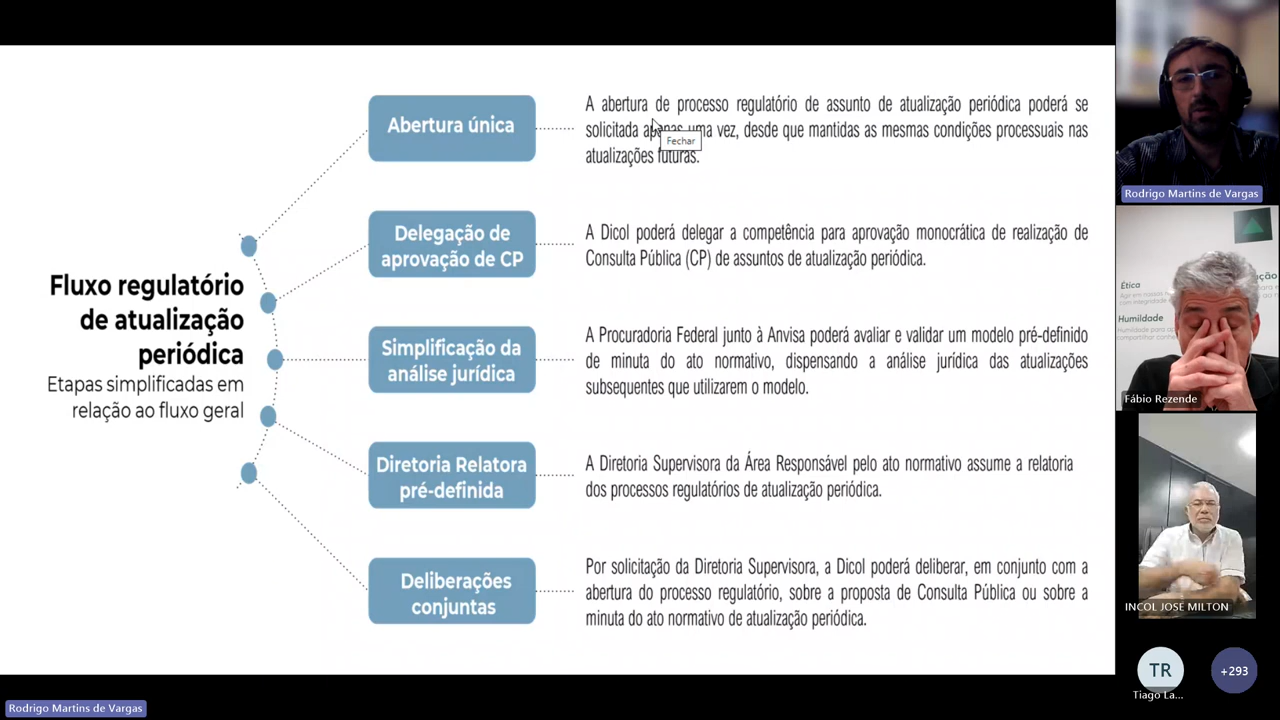 Fluxo regulatório
de atualização
periódica
Etapas simplificadas em
relação ao fluxo geral
Abertura única
A abertura de processo regulatório de assunto de atualização periódica poderá se
solicitada apenas uma vez, desde que mantidas as mesmas condições processuais nas
atualizações futuras.
Fechar
Delegação de
aprovação de CP
A Dicol poderá delegar a competência para aprovação monocrática de realização de
Consulta Pública (CP) de assuntos de atualização periódica.
Simplificação da
análise jurídica
A Procuradoria Federal junto à Anvisa poderá avaliar e validar um modelo pré-definido
de minuta do ato normativo, dispensando a análise jurídica das atualizações
subsequentes que utilizarem o modelo.
Diretoria Relatora
pré-definida
A Diretoria Supervisora da Área Responsável pelo ato normativo assume a relatoria
dos processos regulatórios de atualização periódica.
Deliberações
conjuntas
Por solicitação da Diretoria Supervisora, a Dicol poderá deliberar, em conjunto com a
abertura do processo regulatório, sobre a proposta de Consulta Pública ou sobre a
minuta do ato normativo de atualização periódica.
Rodrigo Martins de Vargas
Ética
Humildade
Fábio Rezende
INCOL JOSE MILTON
TR
Tiago La...
+293
Rodrigo Martins de Vargas